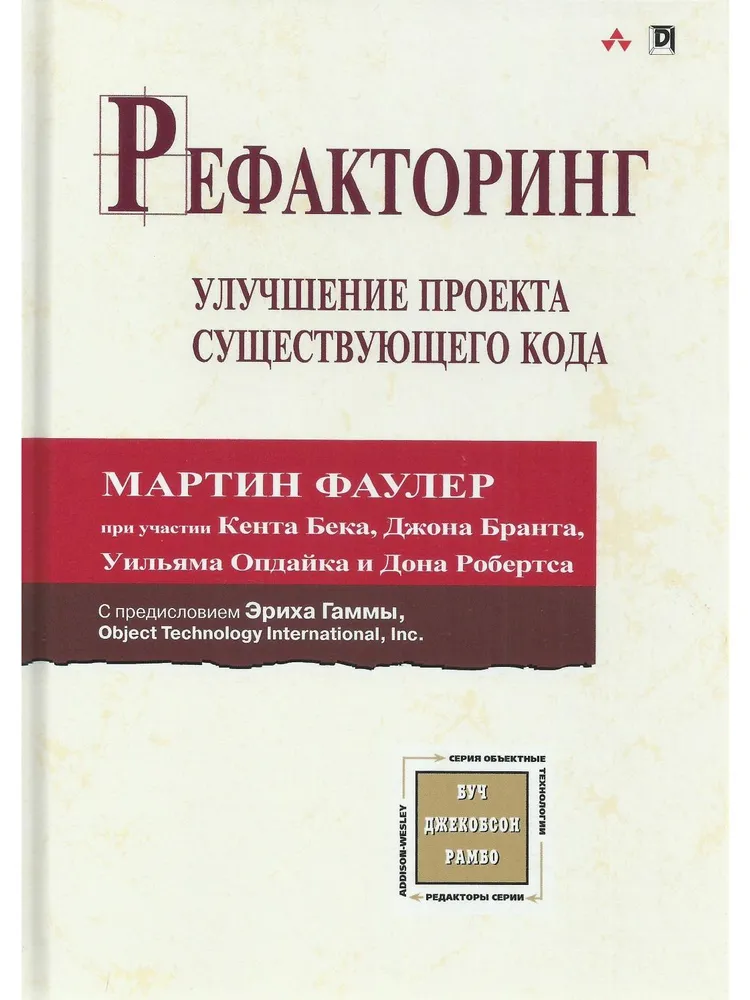 РЕФАКТОРИНГ
УЛУЧШЕНИЕ ПРОЕКТА
СУЩЕСТВУЮЩЕГО КОДА
МАРТИН ФАУЛЕР
при участии Кента Бека, Джона Бранта,
Уильяма Опдайка и Дона Робертса
С предисловием Эриха Гаммы,
Object Technology International, Inc.
СЕРИЯ ОБЪЕКТНЫЕ
ТЕХНОЛОГИИ
ADDISON-WESLEY
БУЧ
ДЖЕКОБСОН
РАМБО
РЕДАКТОРЫ СЕРИИ